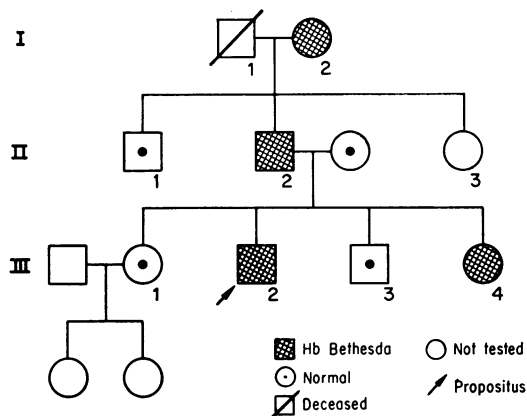 I
1 2
II
1 2 3
III
1 2 3 4
Hb Bethesda Not tested
Normal Propositus
Deceased